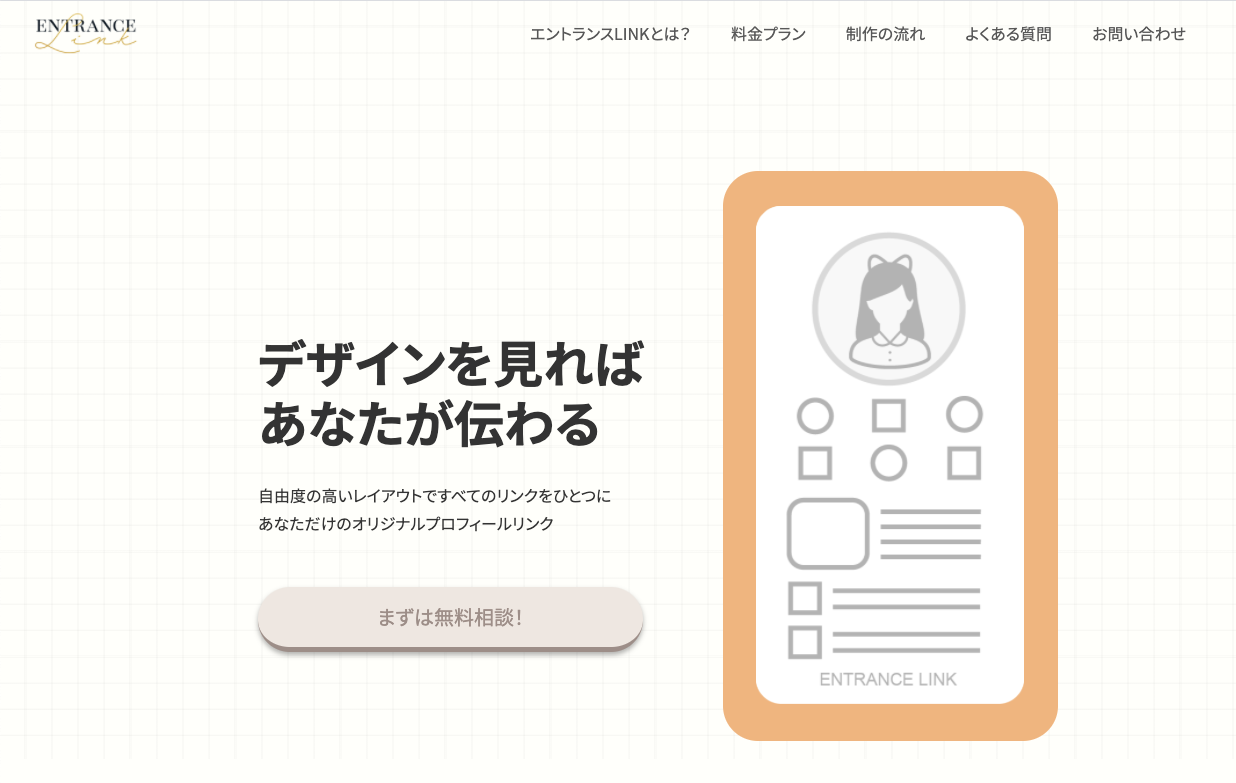 ENTRANCE
Link
エントランスLINKとは？
料金プラン
制作の流れ
よくある質問
お問い合わせ
デザインを見れば
あなたが伝わる
自由度の高いレイアウトですべてのリンクをひとつに
あなただけのオリジナルプロフィールリンク
まずは無料相談！
ENTRANCE LINK